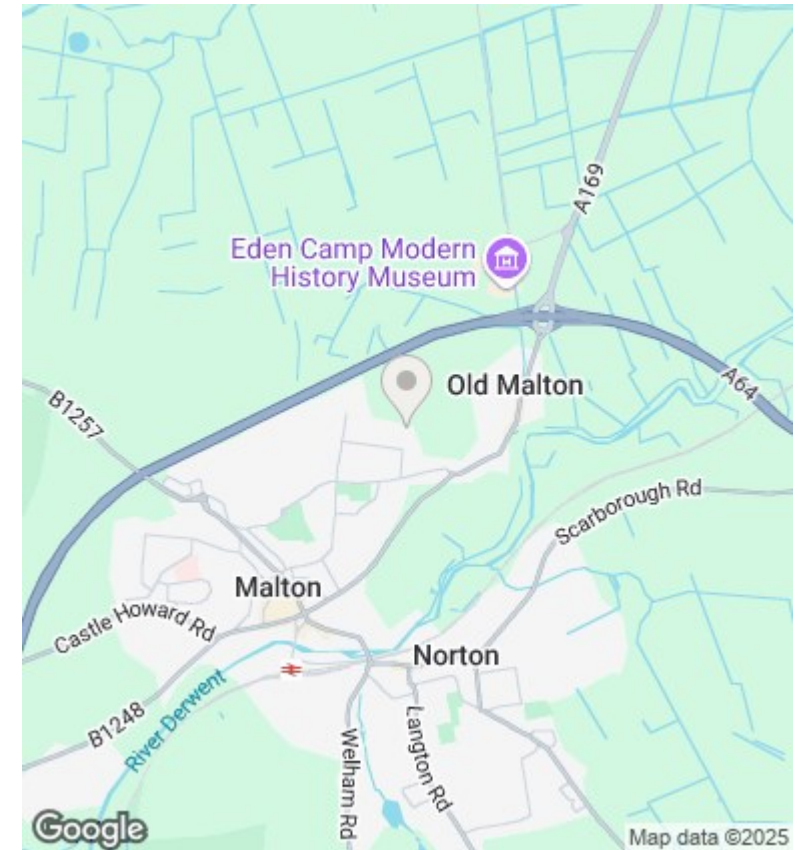 A169
Eden Camp Modern
History Museum
Old Malton
A64
B1257
Scarborough Rd
Malton
Castle Howard Rd
Norton
B1248
River Derwent
Welham Rd
Langton Rd
Google
Map data ©2025